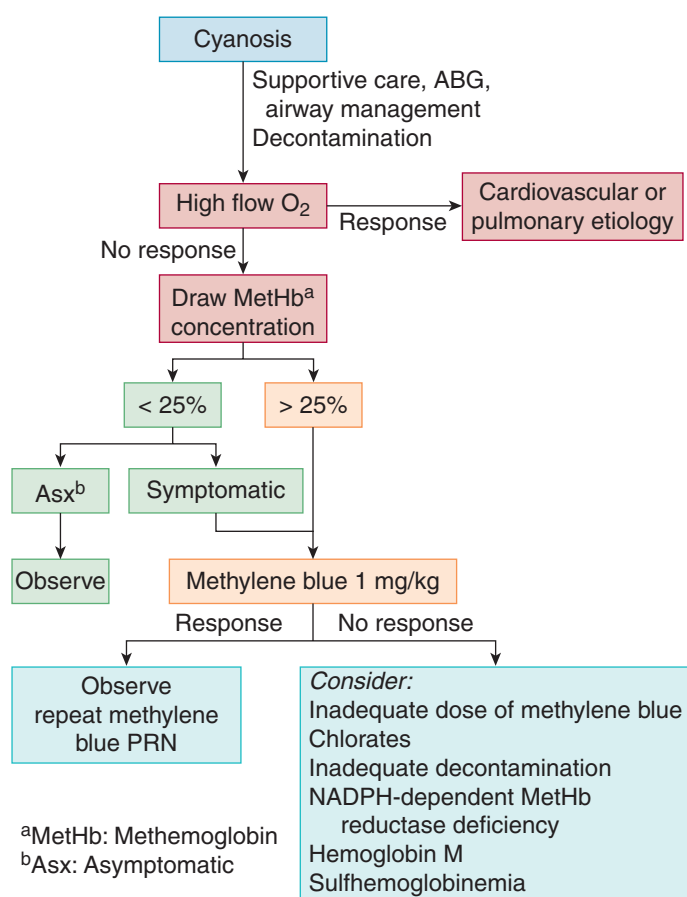 Cyanosis
Supportive care, ABG,
airway management
Decontamination
High flow O₂
Response
Cardiovascular or
pulmonary etiology
No response
Draw MetHbᵃ
concentration
< 25%
> 25%
Asxᵇ
Symptomatic
Observe
Methylene blue 1 mg/kg
Response
No response
Observe
repeat methylene
blue PRN
Consider:
Inadequate dose of methylene blue
Chlorates
Inadequate decontamination
NADPH-dependent MetHb
reductase deficiency
Hemoglobin M
Sulfhemoglobinemia
ᵃMetHb: Methemoglobin
ᵇAsx: Asymptomatic